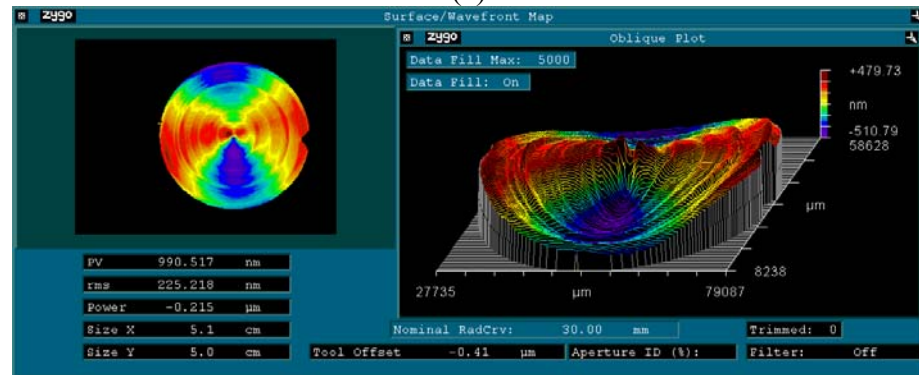 zygo Surface/Wavefront Map
zygo Oblique Plot
Data Fill Max: 5000
Data Fill: On
+479.73
nm
-510.79
58628
µm
8238
27735 µm 79087
PV 990.517 nm
rms 225.218 nm
Power -0.215 µm
Size X 5.1 cm
Size Y 5.0 cm
Nominal RadCrv: 30.00 mm
Trimmed: 0
Tool Offset -0.41 µm
Aperture ID (%):
Filter: Off